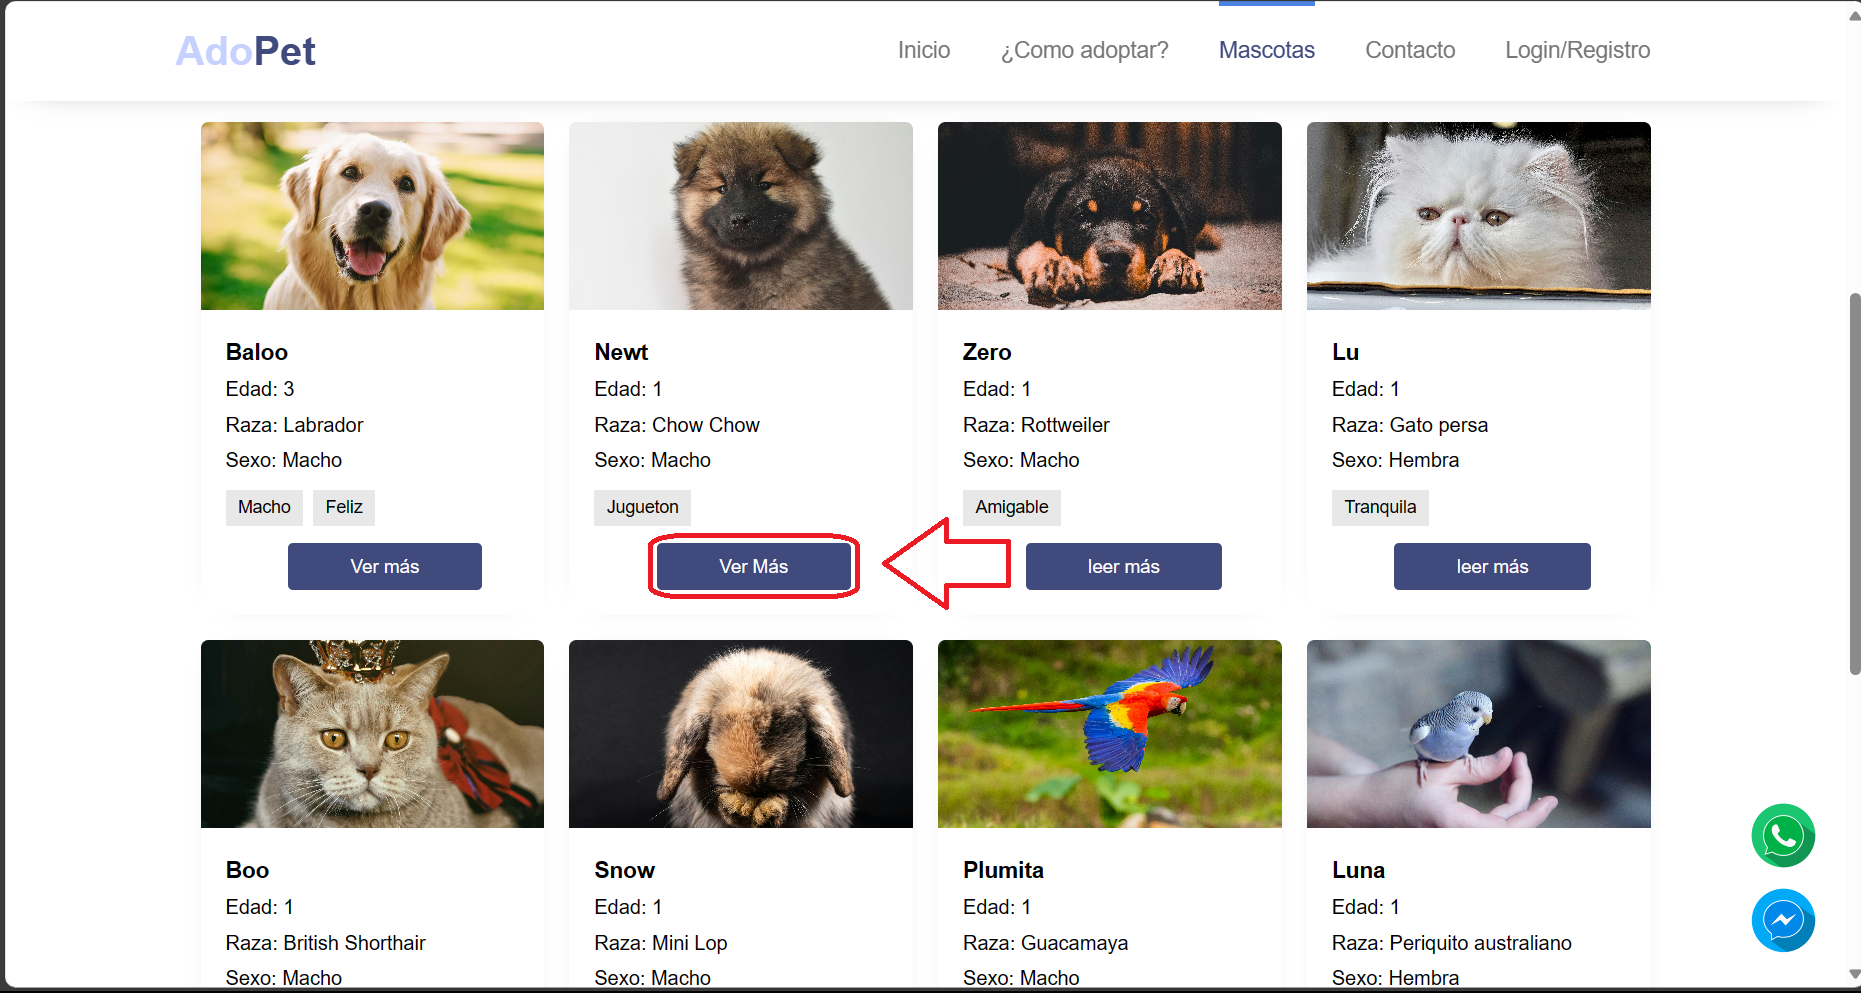 AdoPet
Inicio ¿Como adoptar? Mascotas Contacto Login/Registro
Baloo
Edad: 3
Raza: Labrador
Sexo: Macho
Macho Feliz
Ver más
Newt
Edad: 1
Raza: Chow Chow
Sexo: Macho
Jugueton
Ver Más
Zero
Edad: 1
Raza: Rottweiler
Sexo: Macho
Amigable
leer más
Lu
Edad: 1
Raza: Gato persa
Sexo: Hembra
Tranquila
leer más
Boo
Edad: 1
Raza: British Shorthair
Sexo: Macho
Snow
Edad: 1
Raza: Mini Lop
Sexo: Macho
Plumita
Edad: 1
Raza: Guacamaya
Sexo: Macho
Luna
Edad: 1
Raza: Periquito australiano
Sexo: Hembra